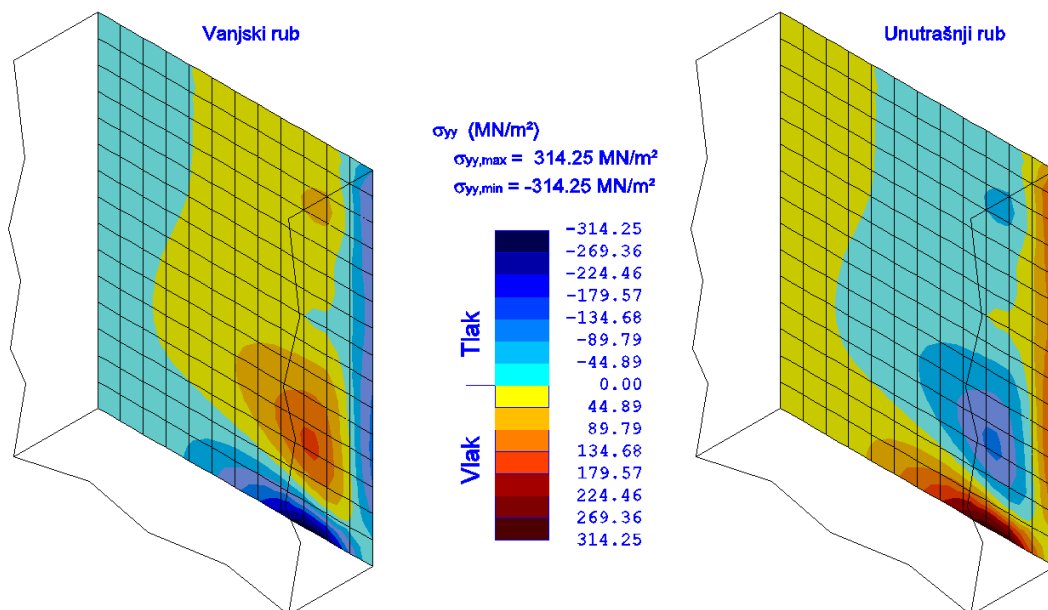 Vanjski rub
Unutrašnji rub
σyy (MN/m²)
σyy,max = 314.25 MN/m²
σyy,min = -314.25 MN/m²
Tlak
Vlak
-314.25
-269.36
-224.46
-179.57
-134.68
-89.79
-44.89
0.00
44.89
89.79
134.68
179.57
224.46
269.36
314.25